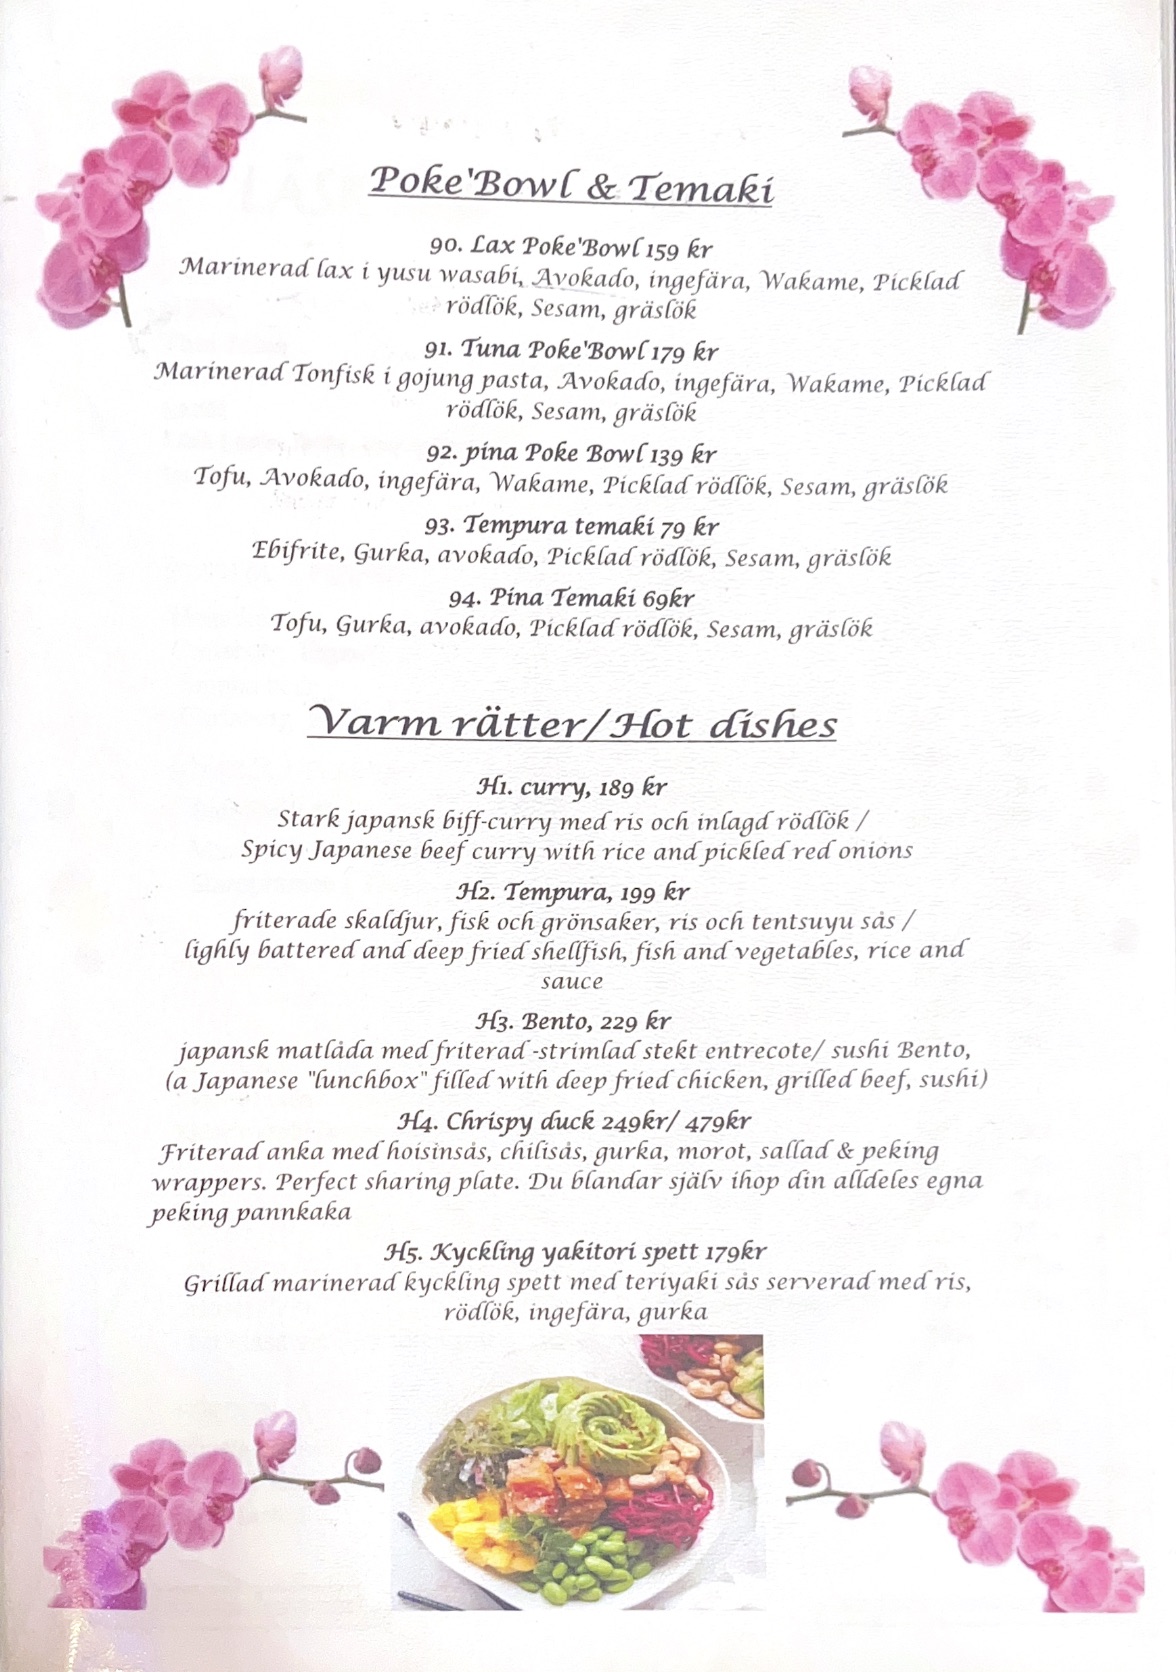 Poke'Bowl & Temaki
90. Lax Poke'Bowl 159 kr
Marinerad lax i yusu wasabi, Avokado, ingefära, Wakame, Picklad
rödlök, Sesam, gräslök
91. Tuna Poke'Bowl 179 kr
Marinerad Tonfisk i gojung pasta, Avokado, ingefära, Wakame, Picklad
rödlök, Sesam, gräslök
92. pina Poke Bowl 139 kr
Tofu, Avokado, ingefära, Wakame, Picklad rödlök, Sesam, gräslök
93. Tempura temaki 79 kr
Ebifrite, Gurka, avokado, Picklad rödlök, Sesam, gräslök
94. Pina Temaki 69kr
Tofu, Gurka, avokado, Picklad rödlök, Sesam, gräslök
Varm rätter/Hot dishes
H1. curry, 189 kr
Stark japansk biff-curry med ris och inlagd rödlök /
Spicy Japanese beef curry with rice and pickled red onions
H2. Tempura, 199 kr
friterade skaldjur, fisk och grönsaker, ris och tentsuyu sås /
lighly battered and deep fried shellfish, fish and vegetables, rice and
sauce
H3. Bento, 229 kr
japansk matlåda med friterad -strimlad stekt entrecote/ sushi Bento,
(a Japanese "lunchbox" filled with deep fried chicken, grilled beef, sushi)
H4. Chrispy duck 249kr/ 479kr
Friterad anka med hoisinsås, chilisås, gurka, morot, sallad & peking
wrappers. Perfect sharing plate. Du blandar själv ihop din alldeles egna
peking pannkaka
H5. Kyckling yakitori spett 179kr
Grillad marinerad kyckling spett med teriyaki sås serverad med ris,
rödlök, ingefära, gurka